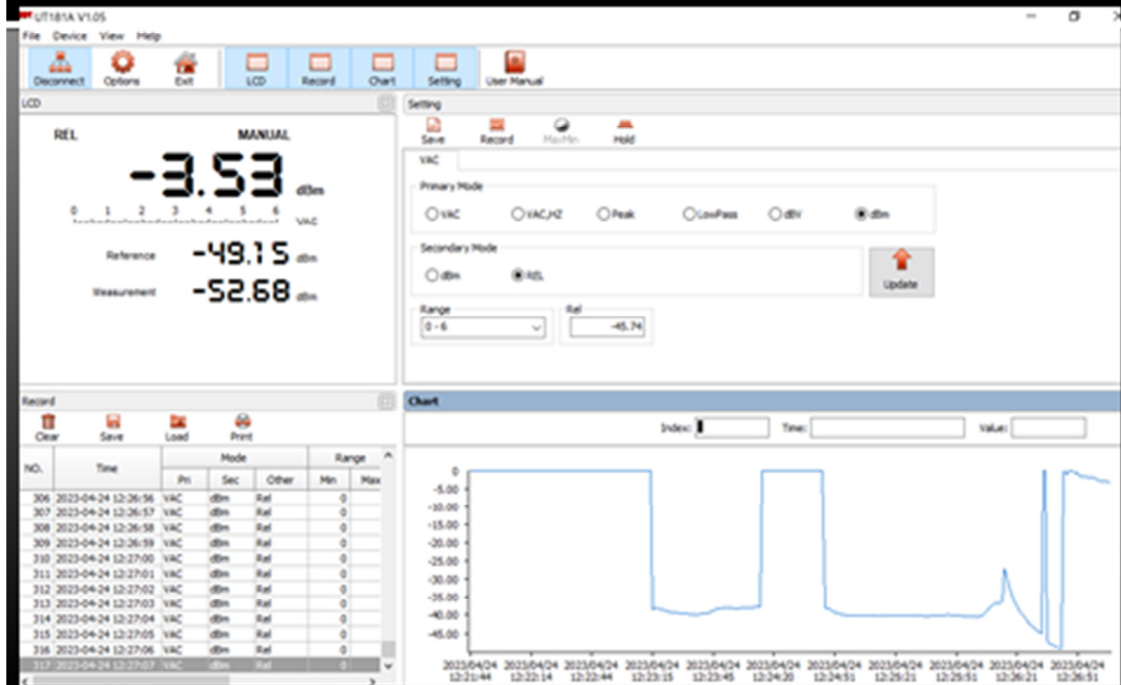 UT181A V1.05
File Device View Help
Disconnect Options Exit LCD Record Chart Setting User Manual
LCD
REL MANUAL
-3.53 dBm
0 1 2 3 4 5 6
VAC
Reference -49.15 dBm
Measurement -52.68 dBm
Setting
Save Record MaxMin Hold
VAC
Primary Mode
VAC VAC,HZ Peak LowPass dBV dBm
Secondary Mode
dBm REL
Update
Range Rel
0 - 6 -45.74
Record
Clear Save Load Print
NO. Time Mode Range
Pri Sec Other Min Max
306 2023-04-24 12:26:56 VAC dBm Rel 0
307 2023-04-24 12:26:57 VAC dBm Rel 0
308 2023-04-24 12:26:58 VAC dBm Rel 0
309 2023-04-24 12:26:59 VAC dBm Rel 0
310 2023-04-24 12:27:00 VAC dBm Rel 0
311 2023-04-24 12:27:01 VAC dBm Rel 0
312 2023-04-24 12:27:02 VAC dBm Rel 0
313 2023-04-24 12:27:03 VAC dBm Rel 0
314 2023-04-24 12:27:04 VAC dBm Rel 0
315 2023-04-24 12:27:05 VAC dBm Rel 0
316 2023-04-24 12:27:06 VAC dBm Rel 0
317 2023-04-24 12:27:07 VAC dBm Rel 0
Chart
Index: Time: Value:
0
-5.00
-10.00
-15.00
-20.00
-25.00
-30.00
-35.00
-40.00
-45.00
2023/04/24 2023/04/24 2023/04/24 2023/04/24 2023/04/24 2023/04/24 2023/04/24 2023/04/24 2023/04/24 2023/04/24 2023/04/24
12:21:44 12:22:14 12:22:44 12:23:15 12:23:45 12:24:20 12:24:51 12:25:21 12:25:51 12:36:21 12:36:51